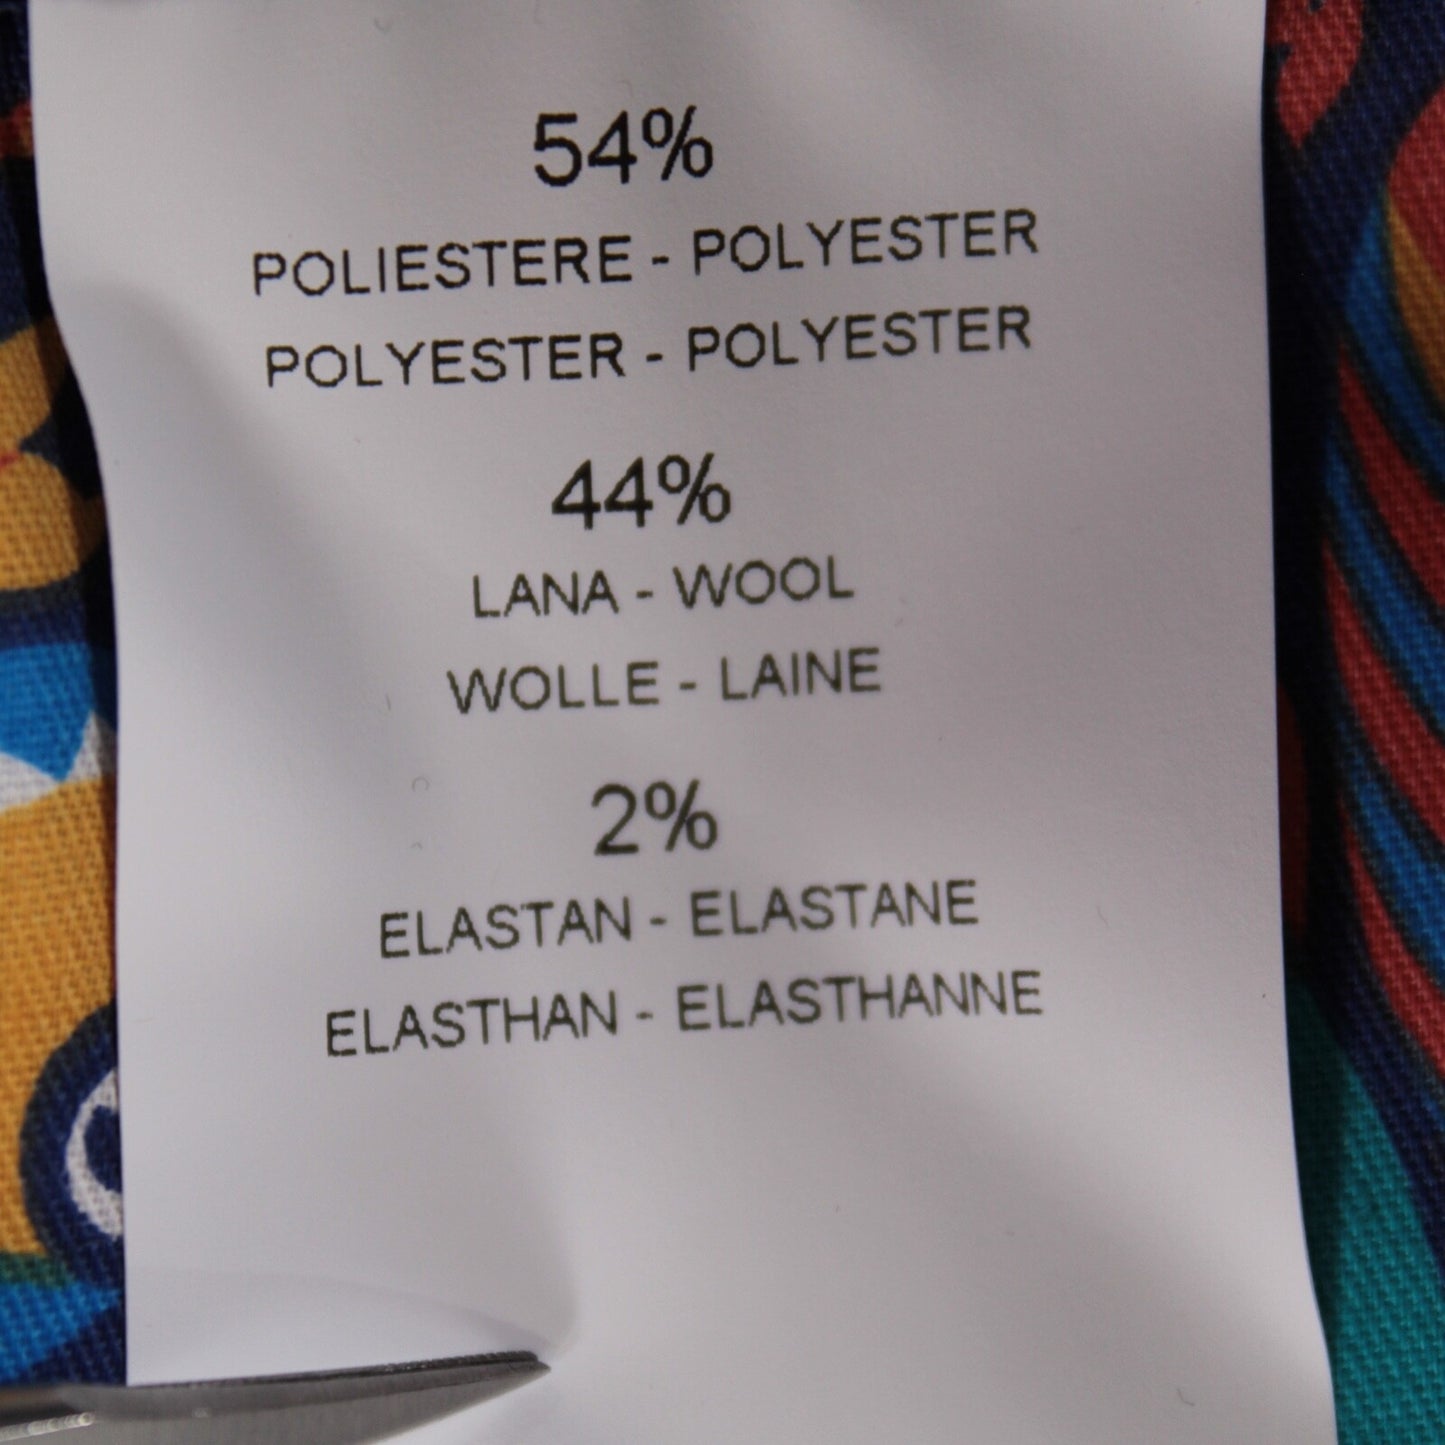 54%
POLIESTERE - POLYESTER
POLYESTER - POLYESTER
44%
LANA - WOOL
WOLLE - LAINE
2%
ELASTAN - ELASTANE
ELASTHAN - ELASTHANNE